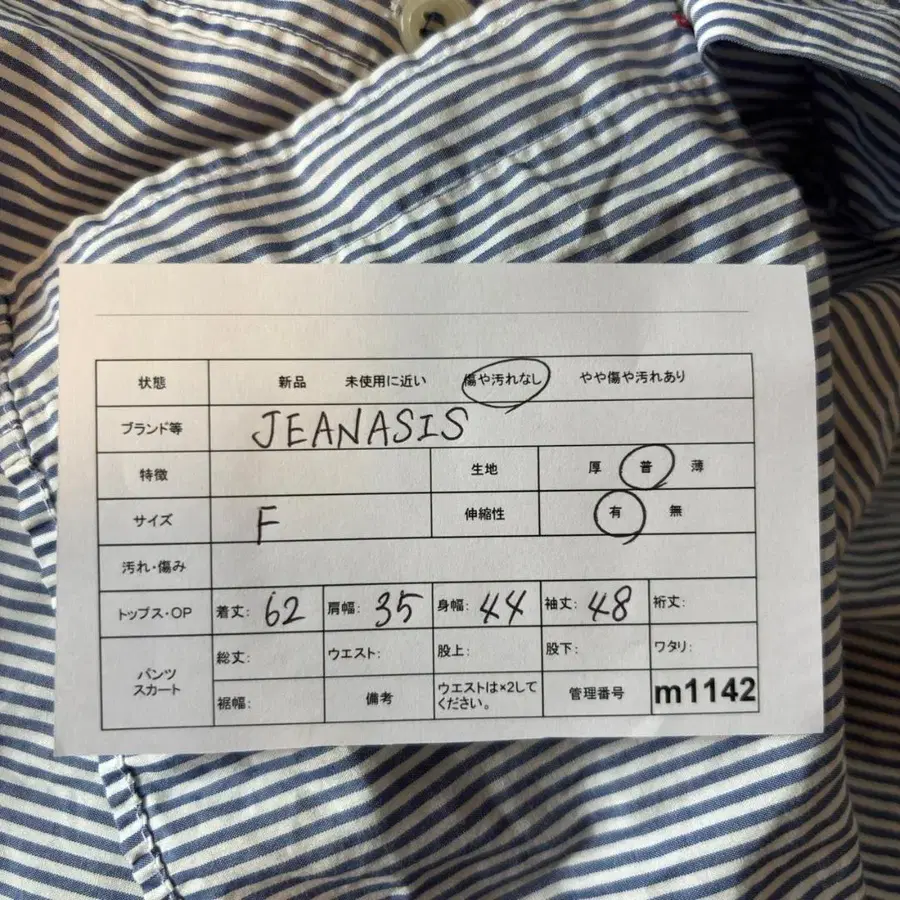 状態 新品 未使用に近い 傷や汚れなし やや傷や汚れあり
ブランド等 JEANASIS
特徴 生地 厚 普 薄
サイズ F 伸縮性 有 無
汚れ・傷み
トップス・OP 着丈: 62 肩幅: 35 身幅: 44 袖丈: 48 裄丈:
パンツ
スカート
総丈: ウエスト: 股上: 股下: ワタリ:
裾幅: 備考 ウエストは×2して
ください。 管理番号 m1142